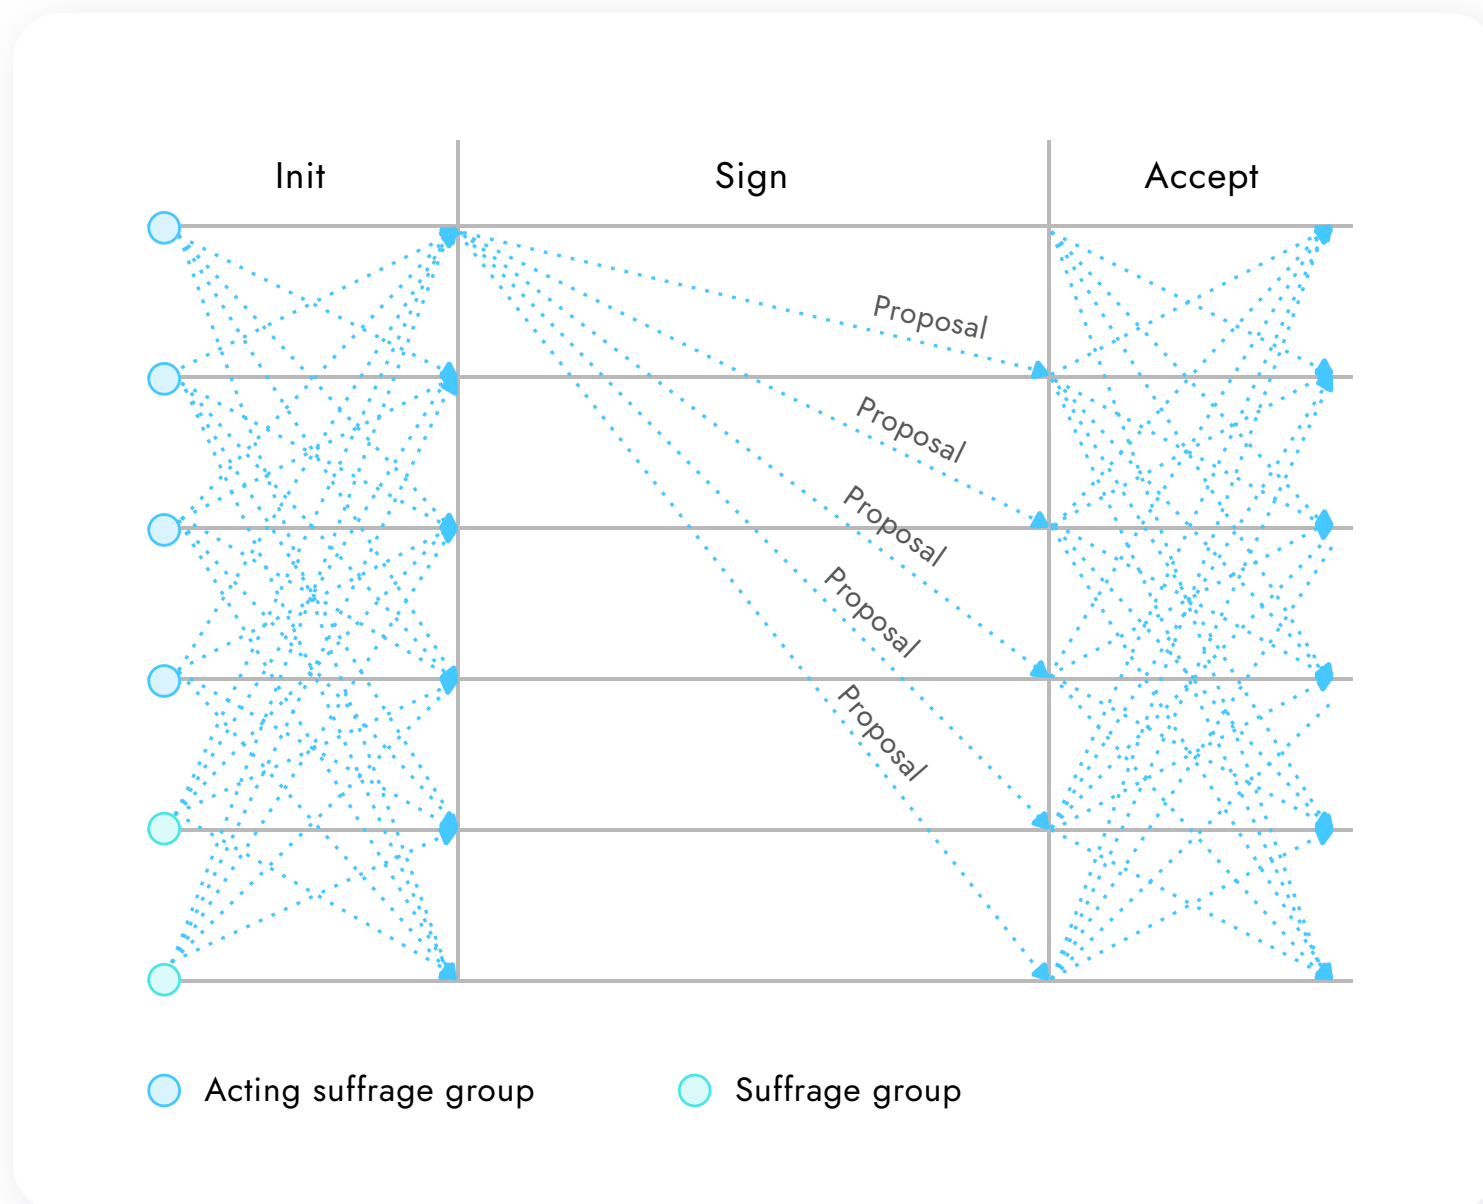 Init
Sign
Accept
Proposal
Proposal
Proposal
Proposal
Proposal
Acting suffrage group
Suffrage group